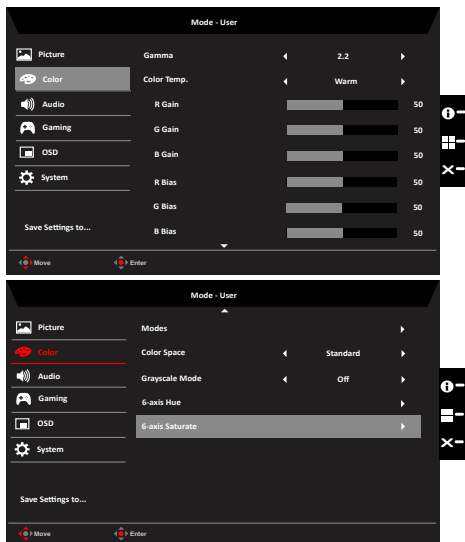 Mode - User
Picture
Gamma 2.2
Color
Color Temp. Warm
Audio
R Gain 50
Gaming
G Gain 50
OSD
B Gain 50
System
R Bias 50
G Bias 50
Save Settings to...
B Bias 50
Move Enter
Mode - User
Picture
Modes
Color
Color Space Standard
Audio
Grayscale Mode Off
Gaming
6-axis Hue
OSD
6-axis Saturate
System
Save Settings to...
Move Enter